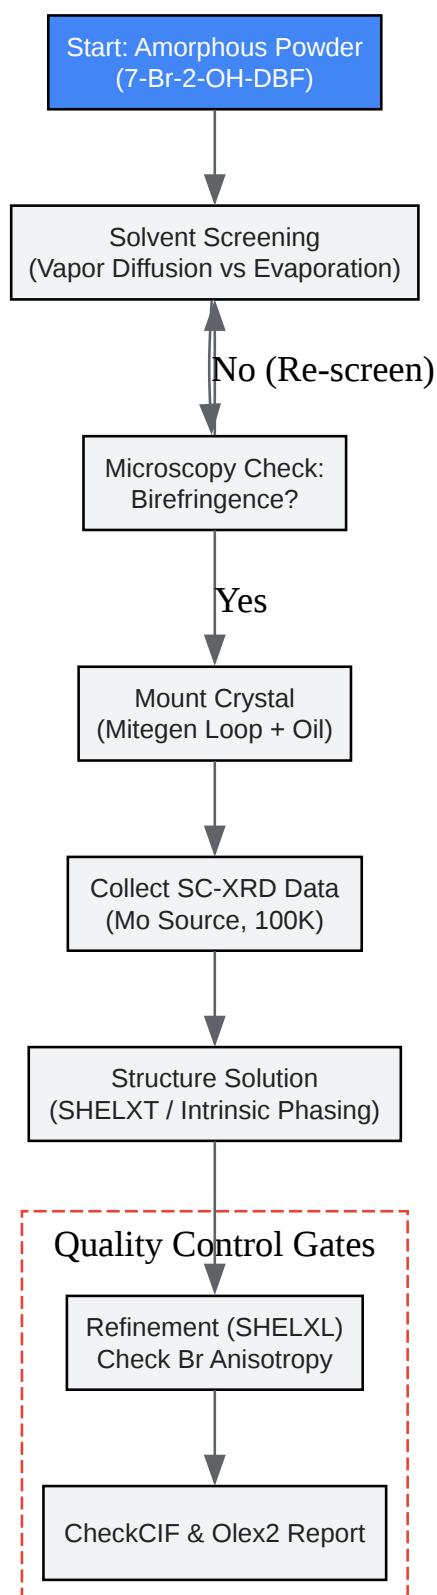 Start: Amorphous Powder
(7-Br-2-OH-DBF)
Solvent Screening
(Vapor Diffusion vs Evaporation)
No (Re-screen)
Microscopy Check:
Birefringence?
Yes
Mount Crystal
(Mitegen Loop + Oil)
Collect SC-XRD Data
(Mo Source, 100K)
Structure Solution
(SHELXT / Intrinsic Phasing)
Quality Control Gates
Refinement (SHELXL)
Check Br Anisotropy
CheckCIF & Olex2 Report